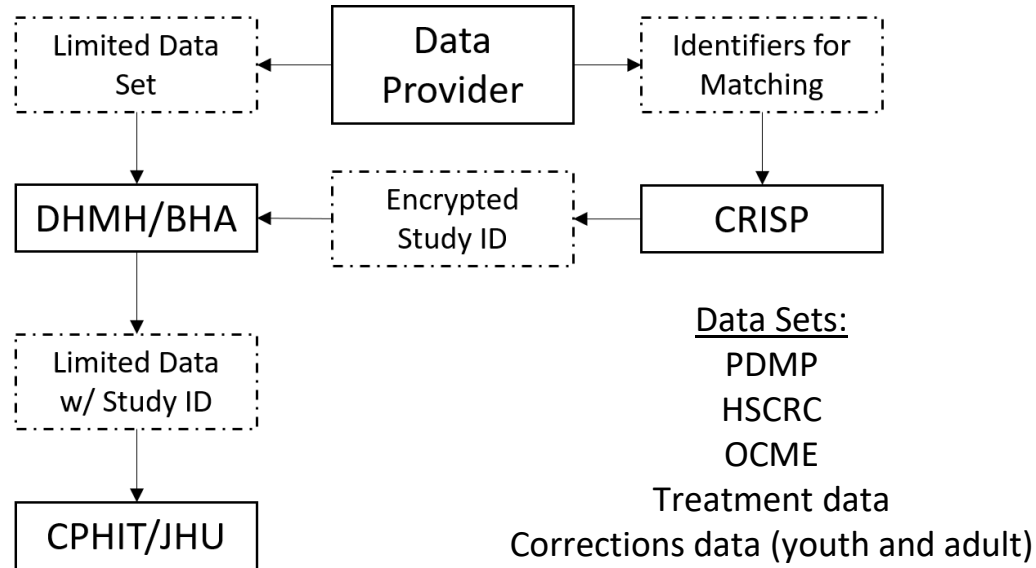 Limited Data
Set
Data
Provider
Identifiers for
Matching
DHMH/BHA
Encrypted
Study ID
CRISP
Limited Data
w/ Study ID
CPHIT/JHU
Data Sets:
PDMP
HSCRC
OCME
Treatment data
Corrections data (youth and adult)